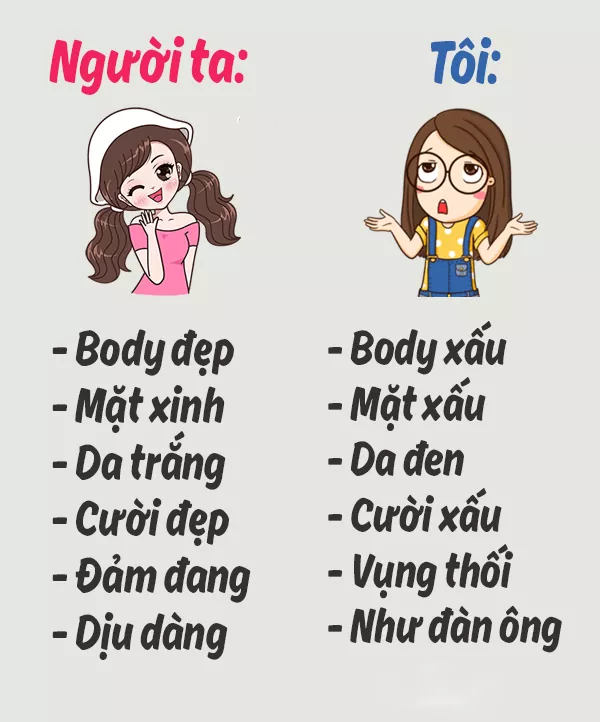 Người ta:
Tôi:
- Body đẹp
- Mặt xinh
- Da trắng
- Cười đẹp
- Đảm đang
- Dịu dàng
- Body xấu
- Mặt xấu
- Da đen
- Cười xấu
- Vụng thối
- Như đàn ông